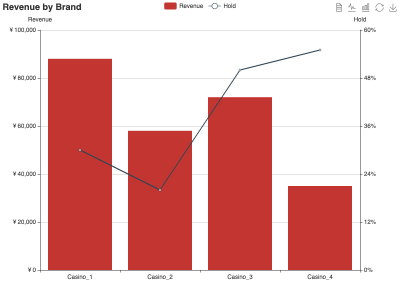 Revenue by Brand
Revenue Hold
Revenue Hold
¥ 100,000 60%
¥ 80,000 48%
¥ 60,000 36%
¥ 40,000 24%
¥ 20,000 12%
¥ 0 0%
Casino_1 Casino_2 Casino_3 Casino_4